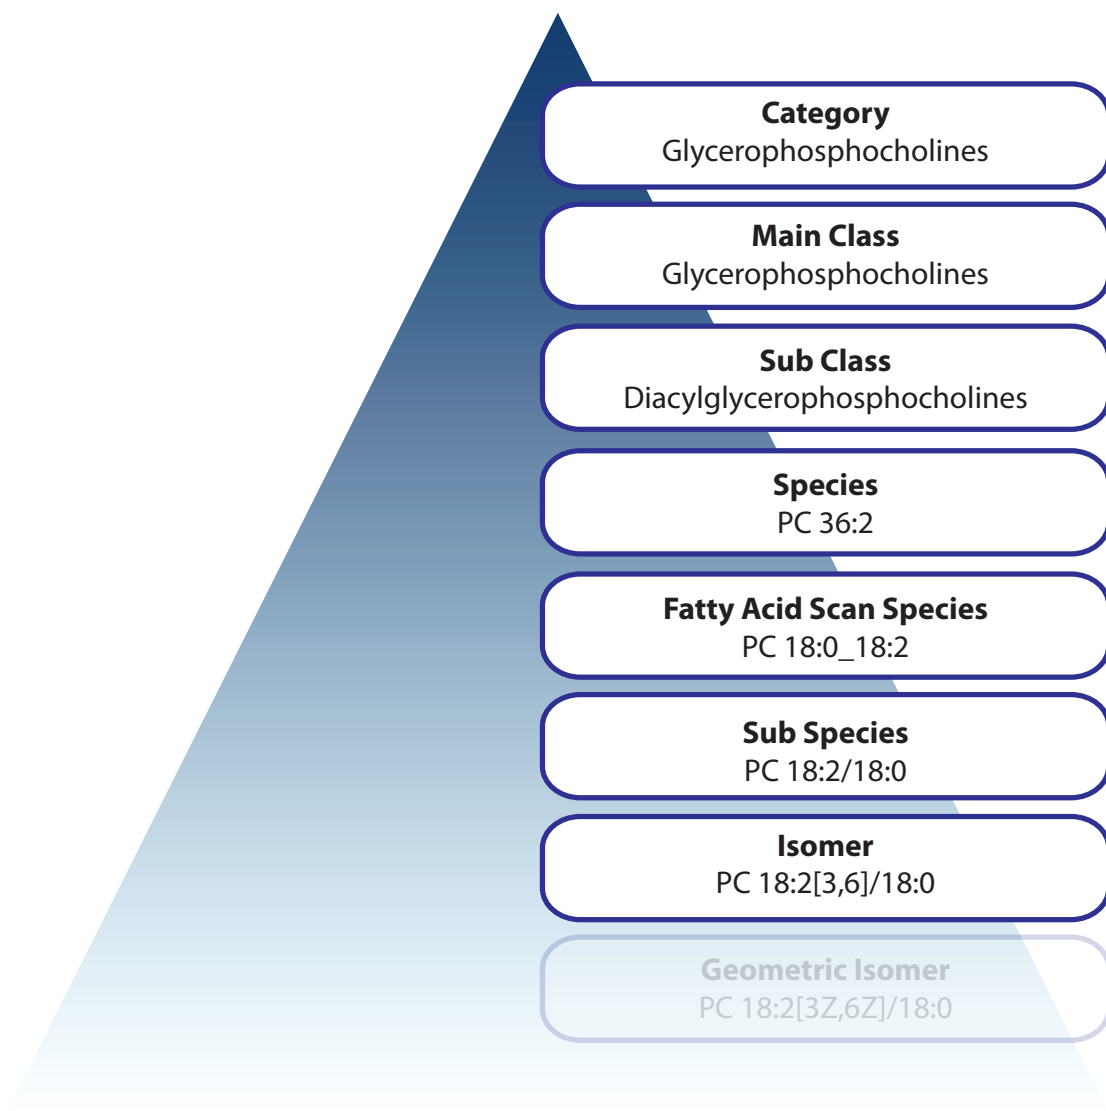 Category
Glycerophosphocholines
Main Class
Glycerophosphocholines
Sub Class
Diacylglycerophosphocholines
Species
PC 36:2
Fatty Acid Scan Species
PC 18:0_18:2
Sub Species
PC 18:2/18:0
Isomer
PC 18:2[3,6]/18:0
Geometric Isomer
PC 18:2[3Z,6Z]/18:0